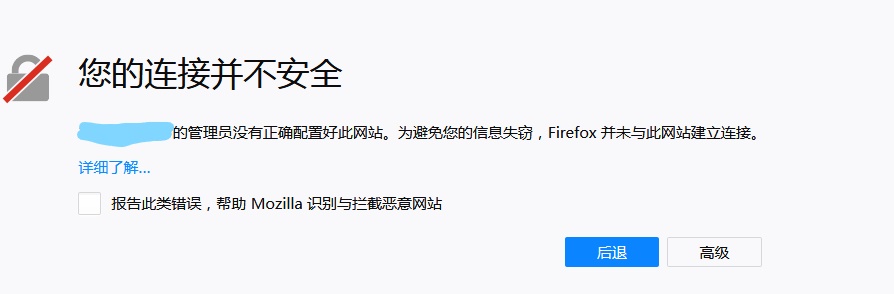 您的连接并不安全
的管理员没有正确配置好此网站。为避免您的信息失窃，Firefox 并未与此网站建立连接。
详细了解...
报告此类错误，帮助 Mozilla 识别与拦截恶意网站
后退 高级